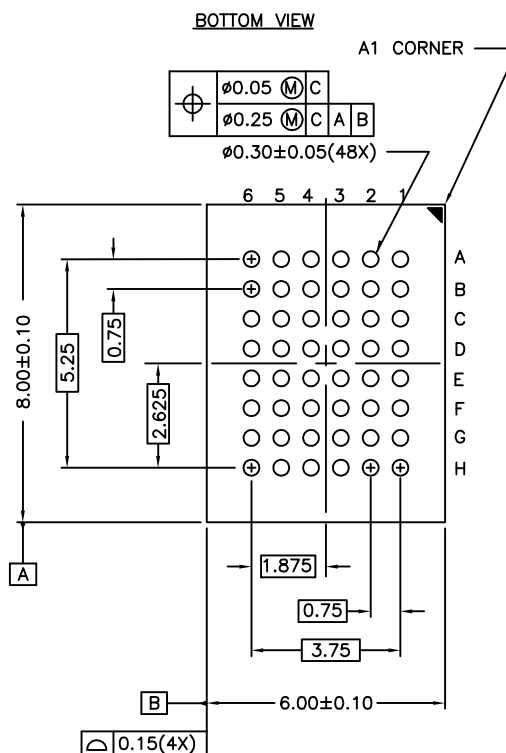 BOTTOM VIEW
A1 CORNER
ø0.05 Ⓜ C
ø0.25 Ⓜ C A B
ø0.30±0.05(48X)
6 5 4 3 2 1
A
B
C
D
E
F
G
H
8.00±0.10
5.25
0.75
2.625
A
1.875
0.75
3.75
B
6.00±0.10
0.15(4X)